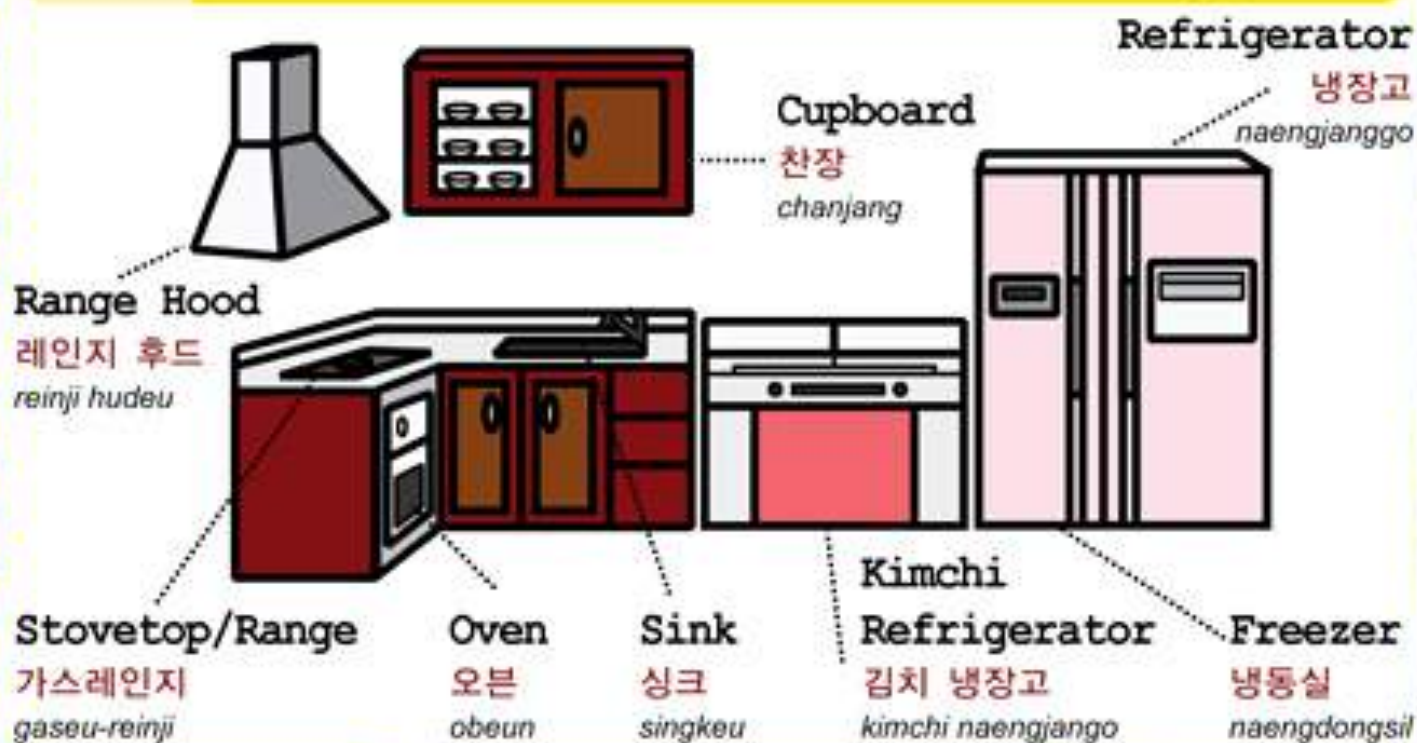 Refrigerator
냉장고
naengjanggo
Cupboard
찬장
chanjang
Range Hood
레인지 후드
reinji hudeu
Stovetop/Range
가스레인지
gaseu-reinji
Oven
오븐
obeun
Sink
싱크
singkeu
Kimchi
Refrigerator
김치 냉장고
kimchi naengjango
Freezer
냉동실
naengdongsil